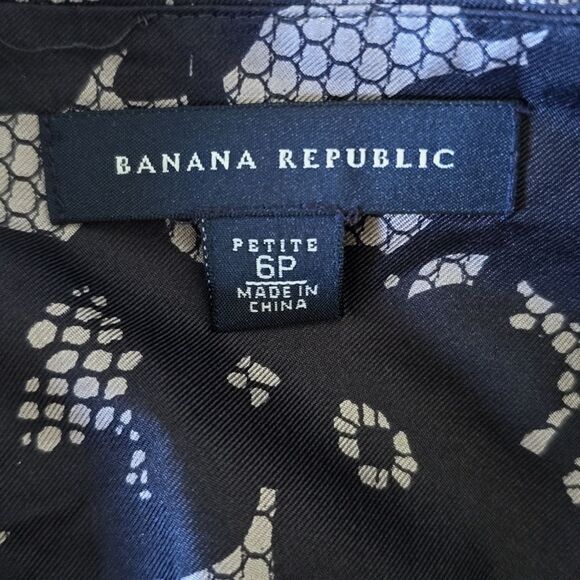 BANANA REPUBLIC
PETITE
6P
MADE IN
CHINA